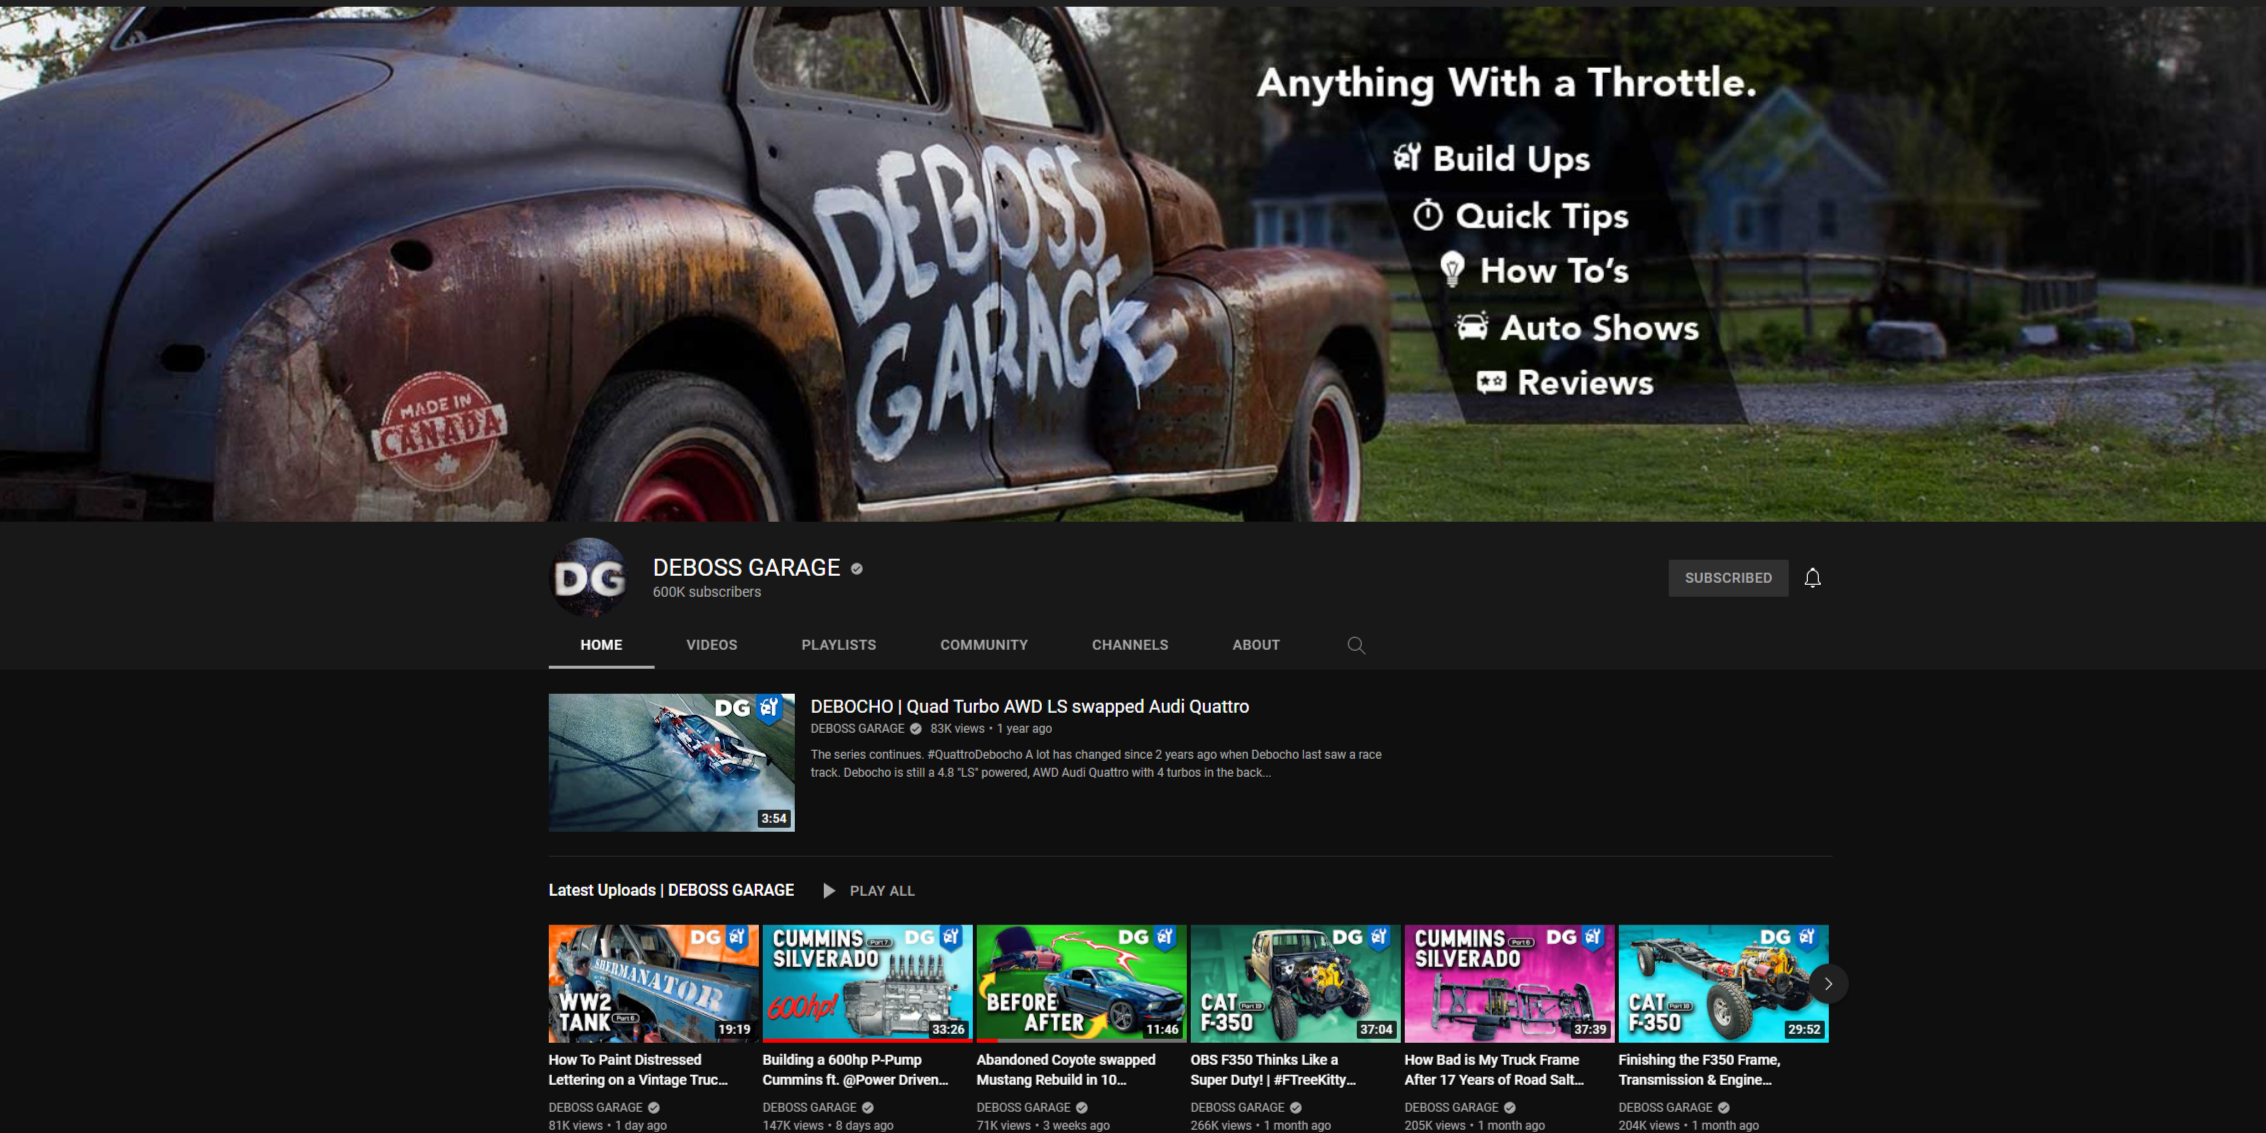 Anything With a Throttle.
Build Ups
Quick Tips
How To's
Auto Shows
Reviews
DEBOSS
GARAGE
MADE IN
CANADA
DG
DEBOSS GARAGE
600K subscribers
SUBSCRIBED
HOME VIDEOS PLAYLISTS COMMUNITY CHANNELS ABOUT
DG
3:54
DEBOCHO | Quad Turbo AWD LS swapped Audi Quattro
DEBOSS GARAGE 83K views • 1 year ago
The series continues. #QuattroDebocho A lot has changed since 2 years ago when Debocho last saw a race
track. Debocho is still a 4.8 "LS" powered, AWD Audi Quattro with 4 turbos in the back...
Latest Uploads | DEBOSS GARAGE PLAY ALL
DG
SHERMANATOR
WW2
TANK Part 6
19:19
How To Paint Distressed
Lettering on a Vintage Truc...
DEBOSS GARAGE
81K views • 1 day ago
CUMMINS Part 7 DG
SILVERADO
600hp!
33:26
Building a 600hp P-Pump
Cummins ft. @Power Driven...
DEBOSS GARAGE
147K views • 8 days ago
DG
BEFORE
AFTER
11:46
Abandoned Coyote swapped
Mustang Rebuild in 10...
DEBOSS GARAGE
71K views • 3 weeks ago
DG
CAT
F-350
37:04
OBS F350 Thinks Like a
Super Duty! | #FTreeKitty...
DEBOSS GARAGE
266K views • 1 month ago
CUMMINS Part 6 DG
SILVERADO
37:39
How Bad is My Truck Frame
After 17 Years of Road Salt...
DEBOSS GARAGE
205K views • 1 month ago
DG
CAT
F-350
29:52
Finishing the F350 Frame,
Transmission & Engine...
DEBOSS GARAGE
204K views • 1 month ago